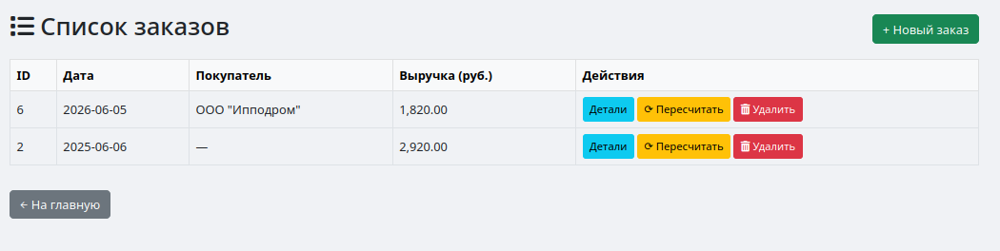 Список заказов
+ Новый заказ
ID Дата Покупатель Выручка (руб.) Действия
6 2026-06-05 ООО "Ипподром" 1,820.00 Детали ⟳ Пересчитать Удалить
2 2025-06-06 — 2,920.00 Детали ⟳ Пересчитать Удалить
← На главную